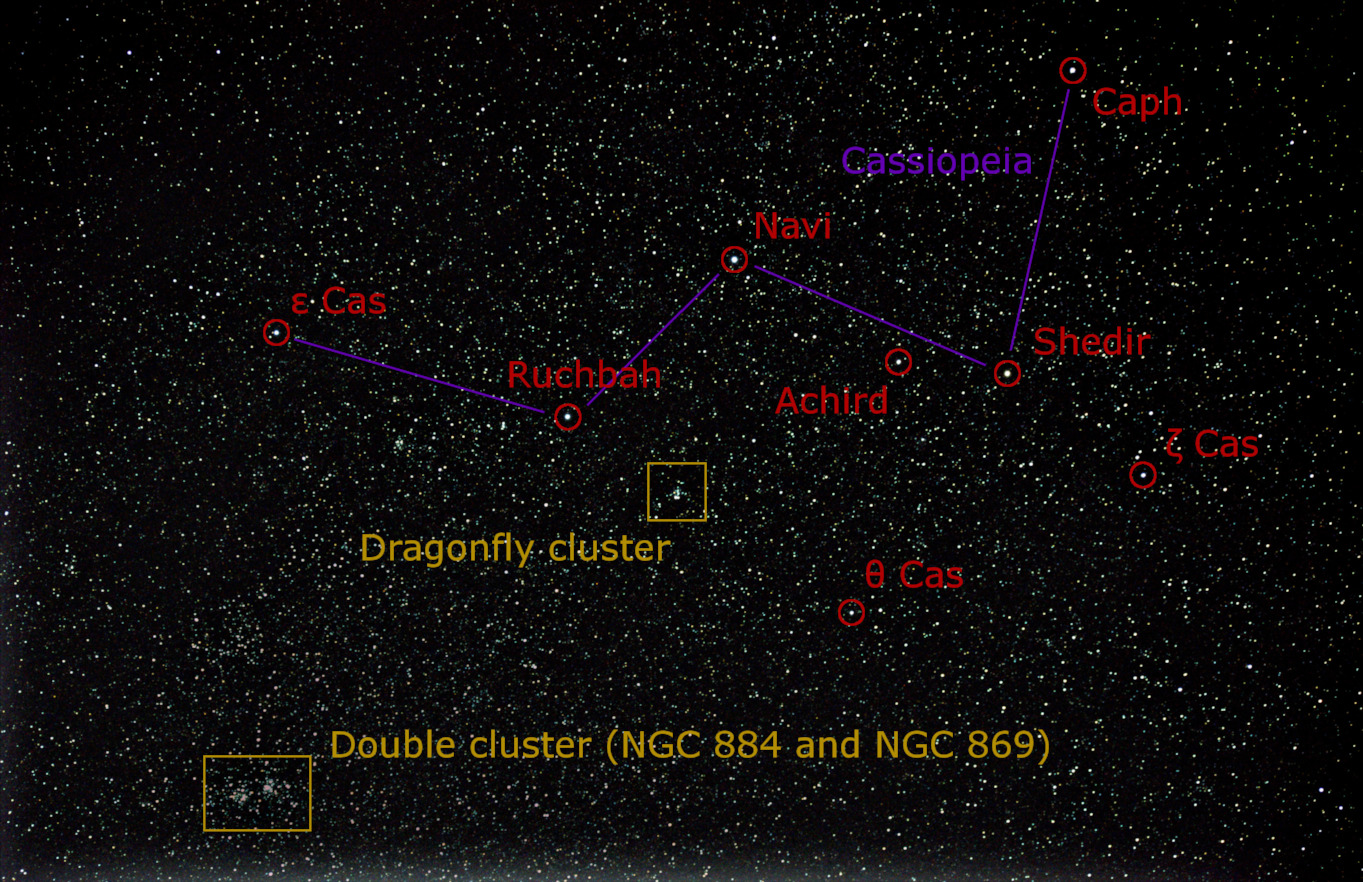 Caph
Cassiopeia
Navi
ε Cas
Shedir
Ruchbah
Achird
ζ Cas
Dragonfly cluster
θ Cas
Double cluster (NGC 884 and NGC 869)